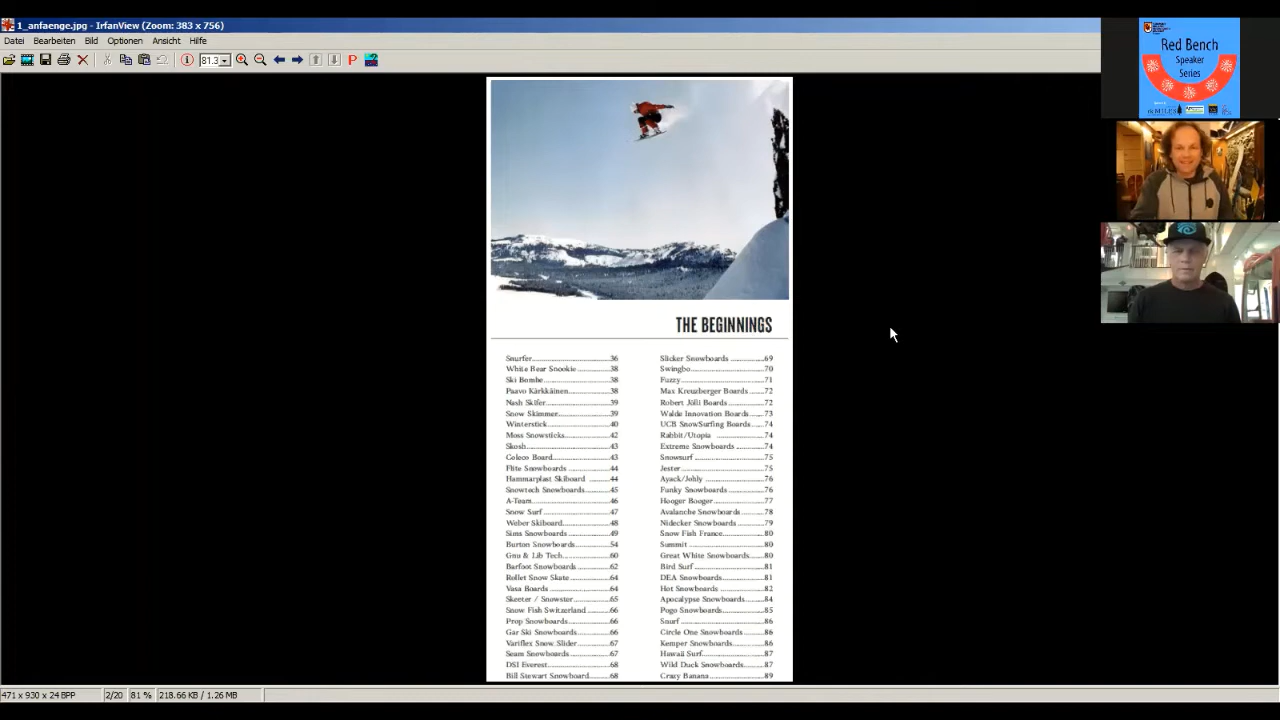 1_anfaenge.jpg - IrfanView (Zoom: 383 x 756)
Datei Bearbeiten Bild Optionen Ansicht Hilfe
81.3
Red Bench
Speaker
Series
THE BEGINNINGS
Snurfer 36
White Bear Snookie 38
Ski Bombe 38
Paavo Kärkkäinen 38
Nash Skifer 39
Snow Skimmer 39
Winterstick 40
Moss Snowsticks 42
Skosh 43
Coleco Board 43
Flite Snowboards 44
Hammarplast Skiboard 44
Snowtech Snowboards 45
A-Team 46
Snow Surf 47
Weber Skiboard 48
Sims Snowboards 49
Burton Snowboards 54
Gnu & Lib Tech 60
Barfoot Snowboards 62
Rollet Snow Skate 64
Vasa Boards 64
Skeeter / Snowster 65
Snow Fish Switzerland 66
Prop Snowboards 66
Gar Ski Snowboards 66
Variflex Snow Slider 67
Seam Snowboards 67
DSI Everest 68
Bill Stewart Snowboard 68
Slicker Snowboards 69
Swingbo 70
Fuzzy 71
Max Kreuzberger Boards 72
Robert Jölli Boards 72
Walde Innovation Boards 73
UCB SnowSurfing Boards 74
Rabbit/Utopia 74
Extreme Snowboards 74
Snowsurf 75
Jester 75
Ayack/Jobly 76
Funky Snowboards 76
Hooger Booger 77
Avalanche Snowboards 78
Nidecker Snowboards 79
Snow Fish France 80
Summit 80
Great White Snowboards 80
Bird Surf 81
DEA Snowboards 81
Hot Snowboards 82
Apocalypse Snowboards 84
Pogo Snowboards 85
Snurf 86
Circle One Snowboards 86
Kemper Snowboards 86
Hawaii Surf 87
Wild Duck Snowboards 87
Crazy Banana 89
471 x 930 x 24 BPP 2/20 81 % 218.66 KB / 1.26 MB